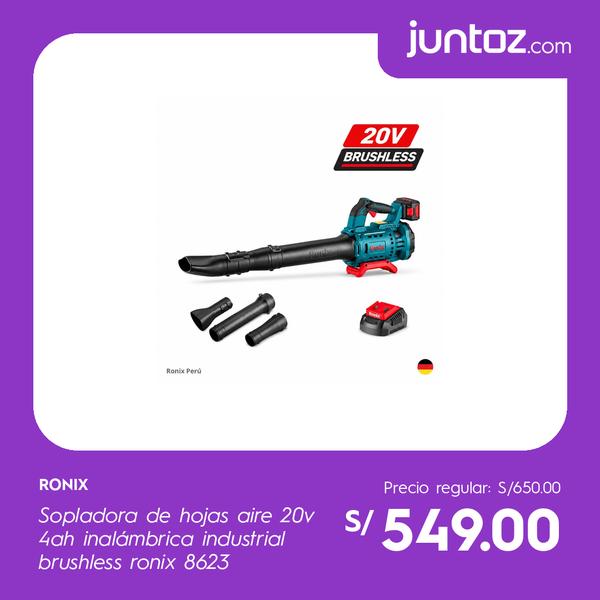 juntoz.com
20V
BRUSHLESS
Ronix
Ronix Perú
RONIX
Sopladora de hojas aire 20v
4ah inalámbrica industrial
brushless ronix 8623
Precio regular: S/650.00
S/ 549.00